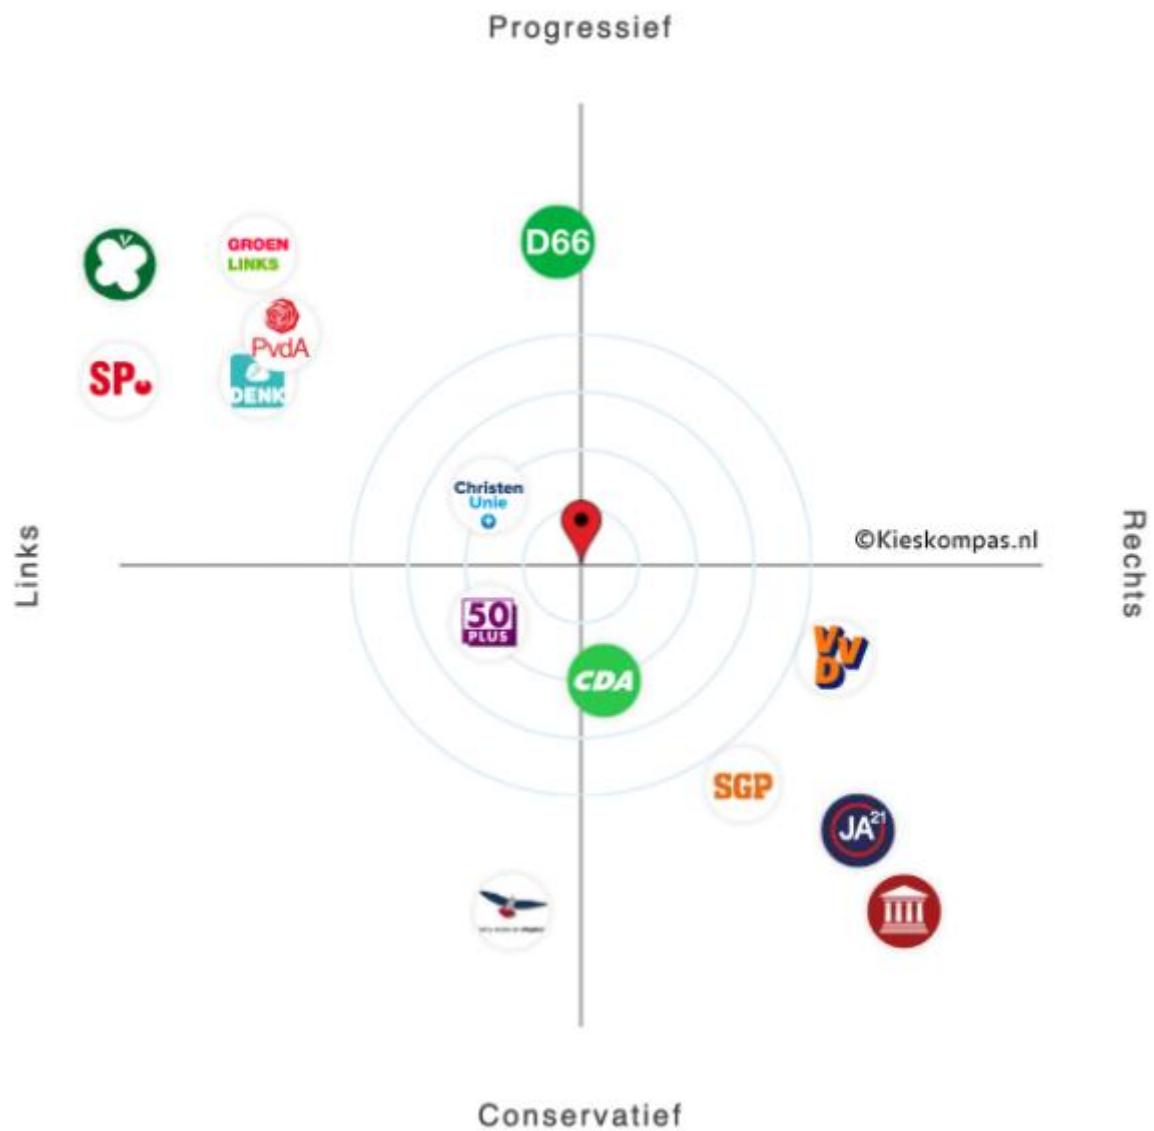 Progressief
D66
GROEN
LINKS
PvdA
SP.
DENK
Christen
Unie
©Kieskompas.nl
Links
Rechts
50
PLUS
VVD
CDA
SGP
JA21
Conservatief